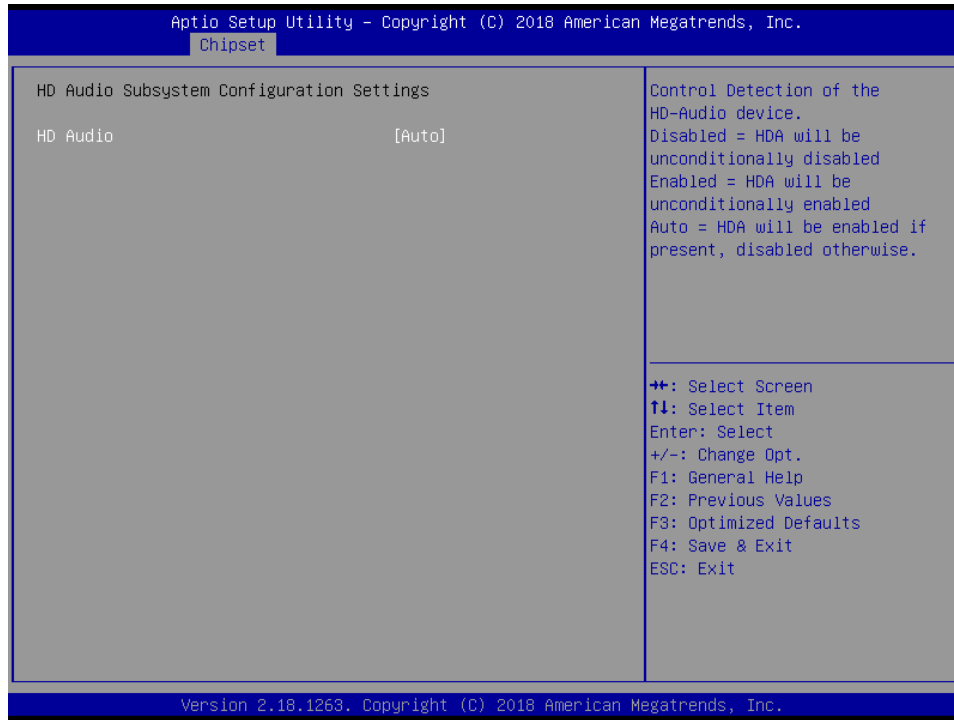 Aptio Setup Utility – Copyright (C) 2018 American Megatrends, Inc.
Chipset
HD Audio Subsystem Configuration Settings
HD Audio [Auto]
Control Detection of the
HD-Audio device.
Disabled = HDA will be
unconditionally disabled
Enabled = HDA will be
unconditionally enabled
Auto = HDA will be enabled if
present, disabled otherwise.
→←: Select Screen
↑↓: Select Item
Enter: Select
+/-: Change Opt.
F1: General Help
F2: Previous Values
F3: Optimized Defaults
F4: Save & Exit
ESC: Exit
Version 2.18.1263. Copyright (C) 2018 American Megatrends, Inc.